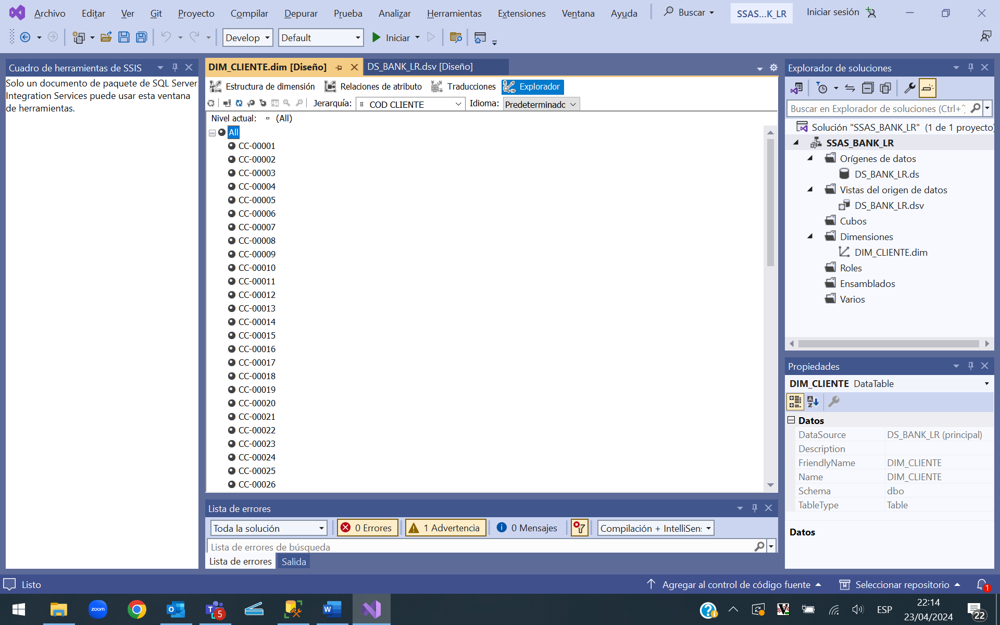 Archivo Editar Ver Git Proyecto Compilar Depurar Prueba Analizar Herramientas Extensiones Ventana Ayuda Buscar SSAS...K_LR Iniciar sesión
Develop Default Iniciar
Cuadro de herramientas de SSIS
Solo un documento de paquete de SQL Server
Integration Services puede usar esta ventana
de herramientas.
DIM_CLIENTE.dim [Diseño] DS_BANK_LR.dsv [Diseño]
Estructura de dimensión Relaciones de atributo Traducciones Explorador
Jerarquía: COD CLIENTE Idioma: Predeterminado
Nivel actual: (All)
All
CC-00001
CC-00002
CC-00003
CC-00004
CC-00005
CC-00006
CC-00007
CC-00008
CC-00009
CC-00010
CC-00011
CC-00012
CC-00013
CC-00014
CC-00015
CC-00016
CC-00017
CC-00018
CC-00019
CC-00020
CC-00021
CC-00022
CC-00023
CC-00024
CC-00025
CC-00026
Lista de errores
Toda la solución 0 Errores 1 Advertencia 0 Mensajes Compilación + IntelliSen
Lista de errores de búsqueda
Lista de errores Salida
Explorador de soluciones
Buscar en Explorador de soluciones (Ctrl+
Solución "SSAS_BANK_LR" (1 de 1 proyecto)
SSAS_BANK_LR
Orígenes de datos
DS_BANK_LR.ds
Vistas del origen de datos
DS_BANK_LR.dsv
Cubos
Dimensiones
DIM_CLIENTE.dim
Roles
Ensamblados
Varios
Propiedades
DIM_CLIENTE DataTable
Datos
DataSource DS_BANK_LR (principal)
Description
FriendlyName DIM_CLIENTE
Name DIM_CLIENTE
Schema dbo
TableType Table
Datos
Listo Agregar al control de código fuente Seleccionar repositorio 1
zoom 5 ESP 22:14
23/04/2024 22